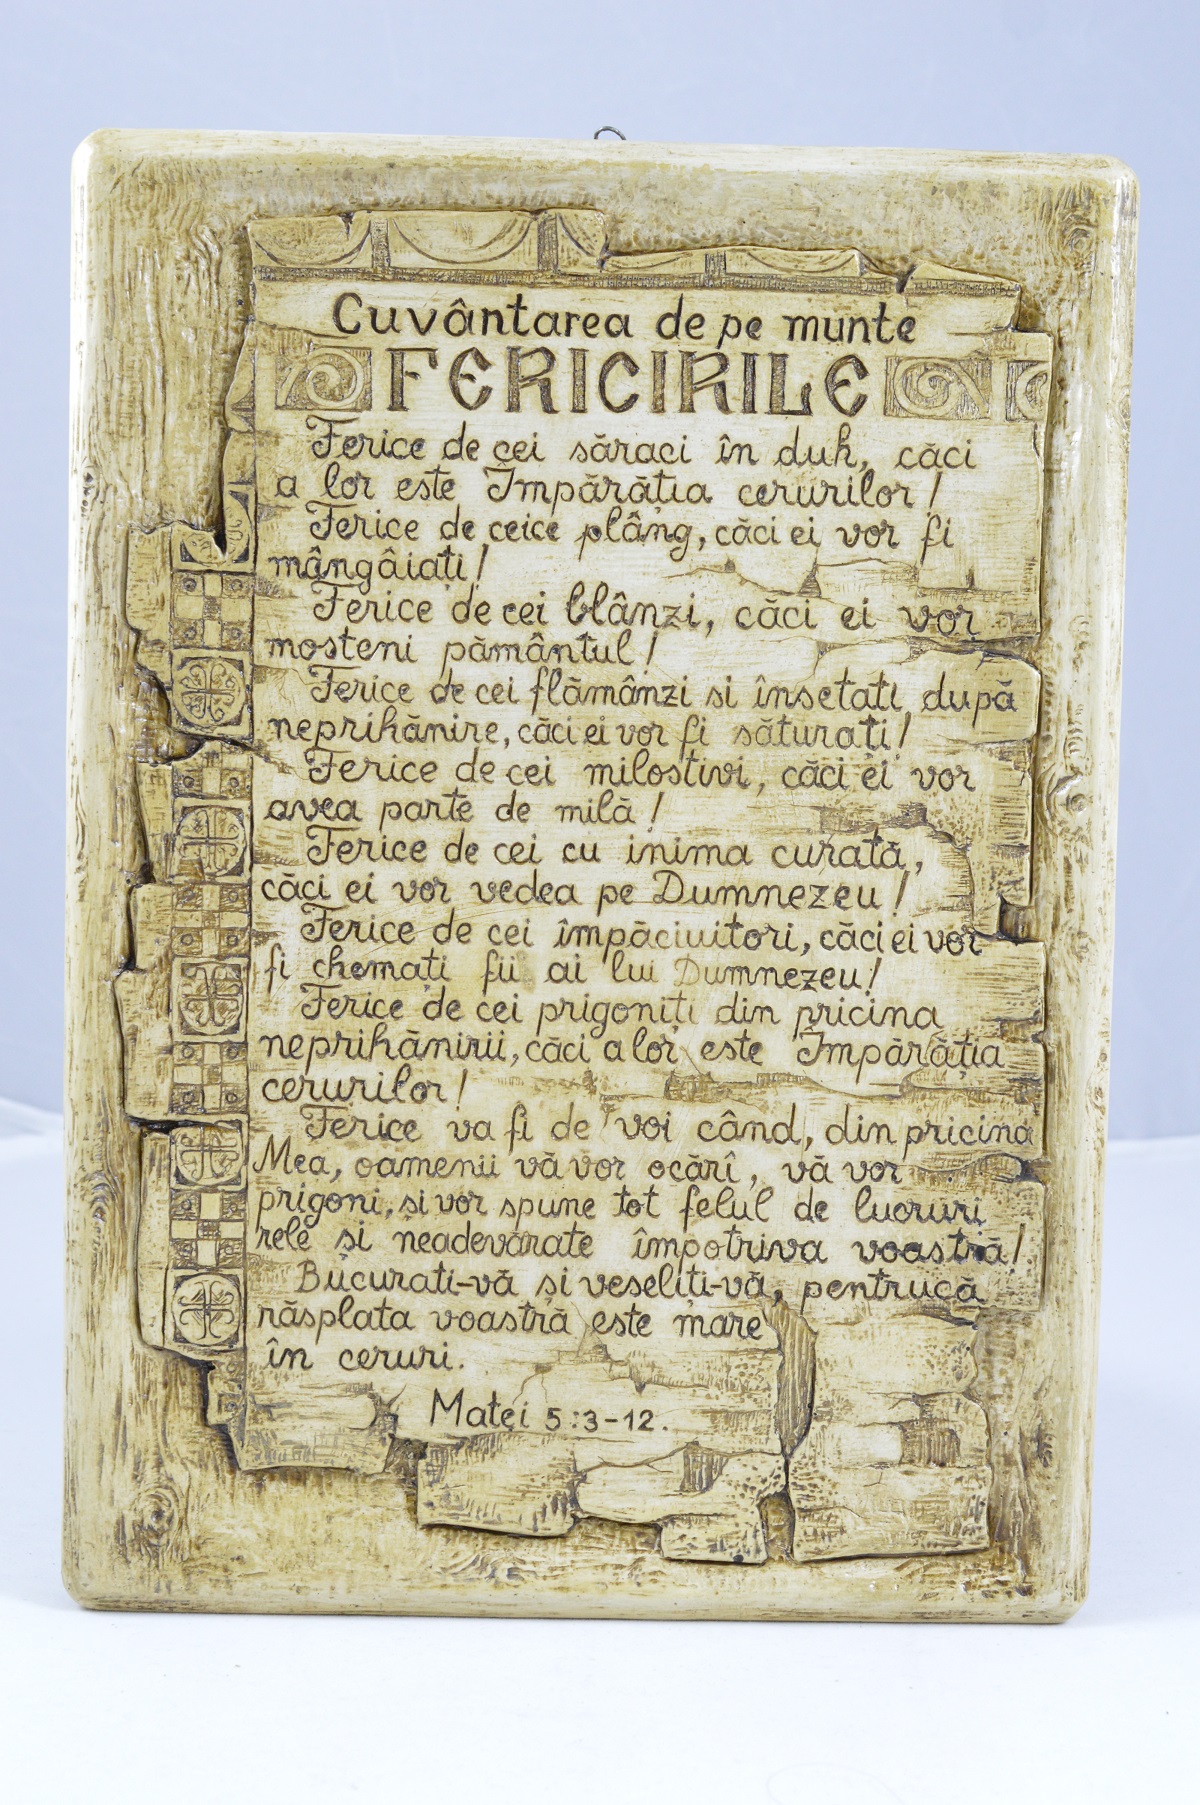 Cuvântarea de pe munte
FERICIRILE
Ferice de cei săraci în duh, căci
a lor este Împărăția cerurilor!
Ferice de ceice plâng, căci ei vor fi
mângâiați!
Ferice de cei blânzi, căci ei vor
mosteni pământul!
Ferice de cei flămânzi si însetati după
neprihănire, căci ei vor fi săturati!
Ferice de cei milostivi, căci ei vor
avea parte de milă!
Ferice de cei cu inima curată,
căci ei vor vedea pe Dumnezeu!
Ferice de cei împăciuitori, căci ei vor
fi chemați fii ai lui Dumnezeu!
Ferice de cei prigoniți din pricina
neprihănirii, căci a lor este Împărăția
cerurilor!
Ferice va fi de voi când, din pricina
Mea, oamenii vă vor ocărî, vă vor
prigoni, și vor spune tot felul de lucruri
rele și neadevărate împotriva voastră!
Bucurati-vă și veseliti-vă, pentrucă
răsplata voastră este mare
în ceruri.
Matei 5:3-12.